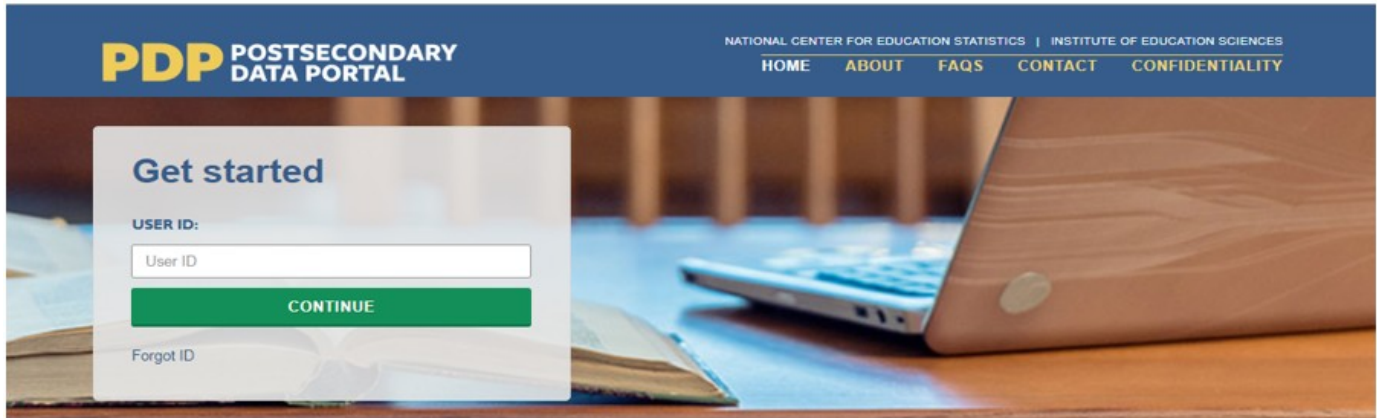 PDP POSTSECONDARY
DATA PORTAL
NATIONAL CENTER FOR EDUCATION STATISTICS | INSTITUTE OF EDUCATION SCIENCES
HOME ABOUT FAQS CONTACT CONFIDENTIALITY
Get started
USER ID:
User ID
CONTINUE
Forgot ID